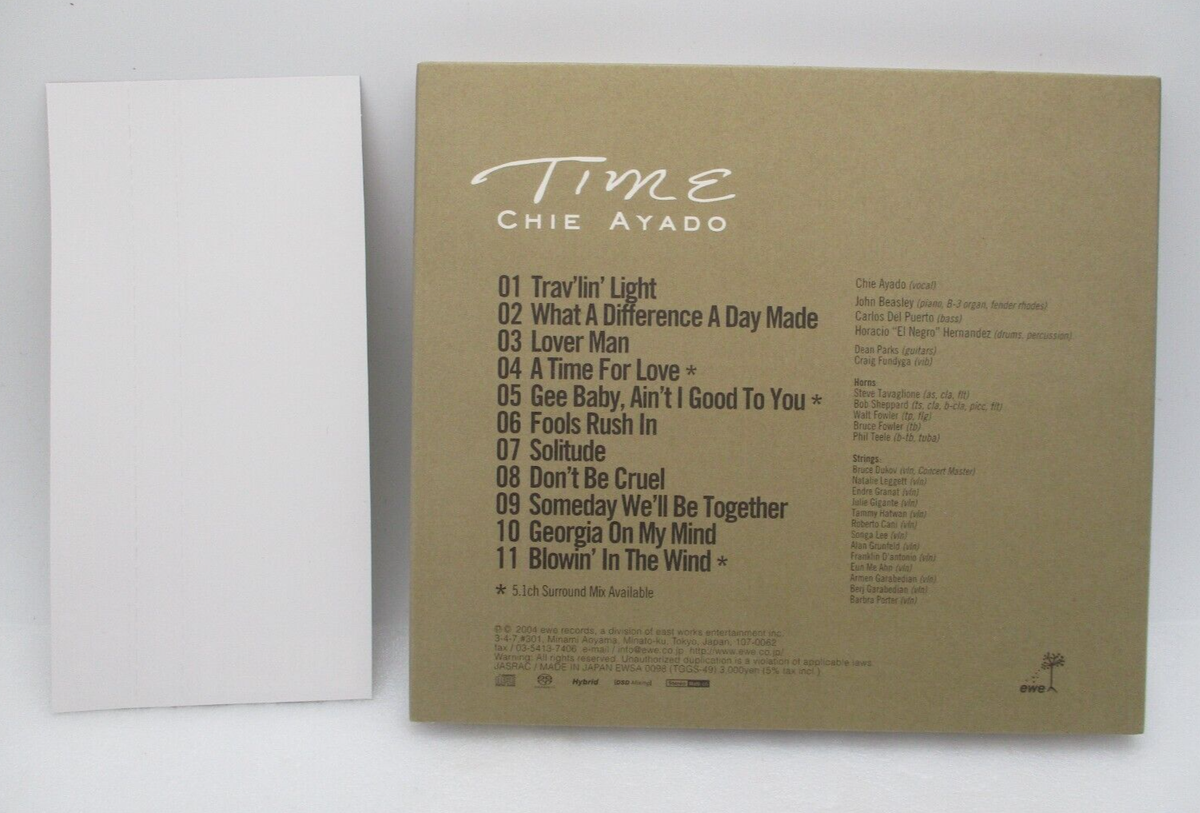 TIME
CHIE AYADO
01 Trav'lin' Light
02 What A Difference A Day Made
03 Lover Man
04 A Time For Love *
05 Gee Baby, Ain't I Good To You *
06 Fools Rush In
07 Solitude
08 Don't Be Cruel
09 Someday We'll Be Together
10 Georgia On My Mind
11 Blowin' In The Wind *
* 5.1ch Surround Mix Available
Chie Ayado (vocal)
John Beasley (piano, B-3 organ, fender rhodes)
Carlos Del Puerto (bass)
Horacio "El Negro" Hernandez (drums, percussion)
Dean Parks (guitars)
Craig Fundyga (vib)
Horns:
Steve Tavaglione (as, cla, flt)
Bob Sheppard (ts, cla, b-cla, picc, flt)
Walt Fowler (tp, flg)
Bruce Fowler (tb)
Phil Teele (b-tb, tuba)
Strings:
Bruce Dukov (vln, Concert Master)
Natalie Leggett (vln)
Endre Granat (vln)
Julie Gigante (vln)
Tammy Hatwan (vln)
Roberto Cani (vln)
Songa Lee (vln)
Alan Grunfeld (vln)
Franklin D'antonio (vln)
Eun Me Ahn (vln)
Armen Garabedian (vln)
Berj Garabedian (vln)
Barbra Porter (vln)
℗ © 2004 ewe records, a division of east works entertainment inc.
3-4-7,#301, Minami Aoyama, Minato-ku, Tokyo, Japan, 107-0062
fax / 03-5413-7406 e-mail / info@ewe.co.jp http://www.ewe.co.jp/
Warning: All rights reserved. Unauthorized duplication is a violation of applicable laws.
JASRAC / MADE IN JAPAN EWSA 0098 (TGGS-49) 3,000yen (5% tax incl.)
Hybrid
ewe